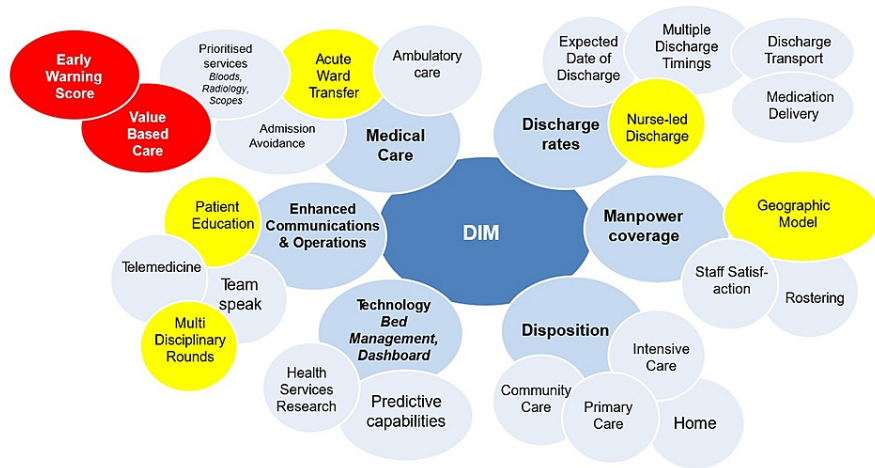 Early
Warning
Score
Value
Based
Care
Prioritised
services
Bloods,
Radiology,
Scopes
Acute
Ward
Transfer
Ambulatory
care
Admission
Avoidance
Medical
Care
Expected
Date of
Discharge
Multiple
Discharge
Timings
Discharge
Transport
Medication
Delivery
Discharge
rates
Nurse-led
Discharge
Patient
Education
Enhanced
Communications
& Operations
Telemedicine
Team
speak
Multi
Disciplinary
Rounds
DIM
Manpower
coverage
Geographic
Model
Staff Satisf-
action
Rostering
Technology
Bed
Management,
Dashboard
Health
Services
Research
Predictive
capabilities
Disposition
Intensive
Care
Community
Care
Primary
Care
Home